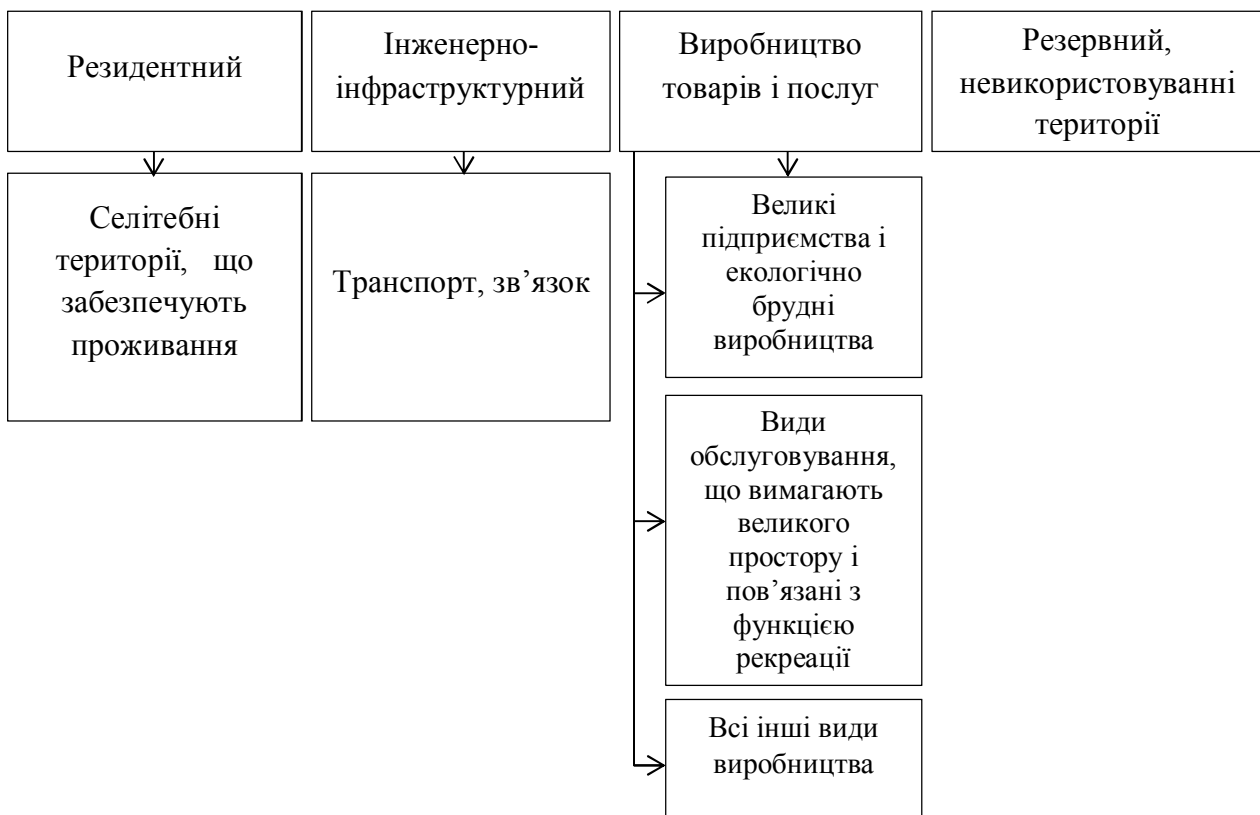 Резидентний
Інженерно-
інфраструктурний
Виробництво
товарів і послуг
Резервний,
невикористовуванні
території
Селітебні
території, що
забезпечують
проживання
Транспорт, зв’язок
Великі
підприємства і
екологічно
брудні
виробництва
Види
обслуговування,
що вимагають
великого
простору і
пов’язані з
функцією
рекреації
Всі інші види
виробництва